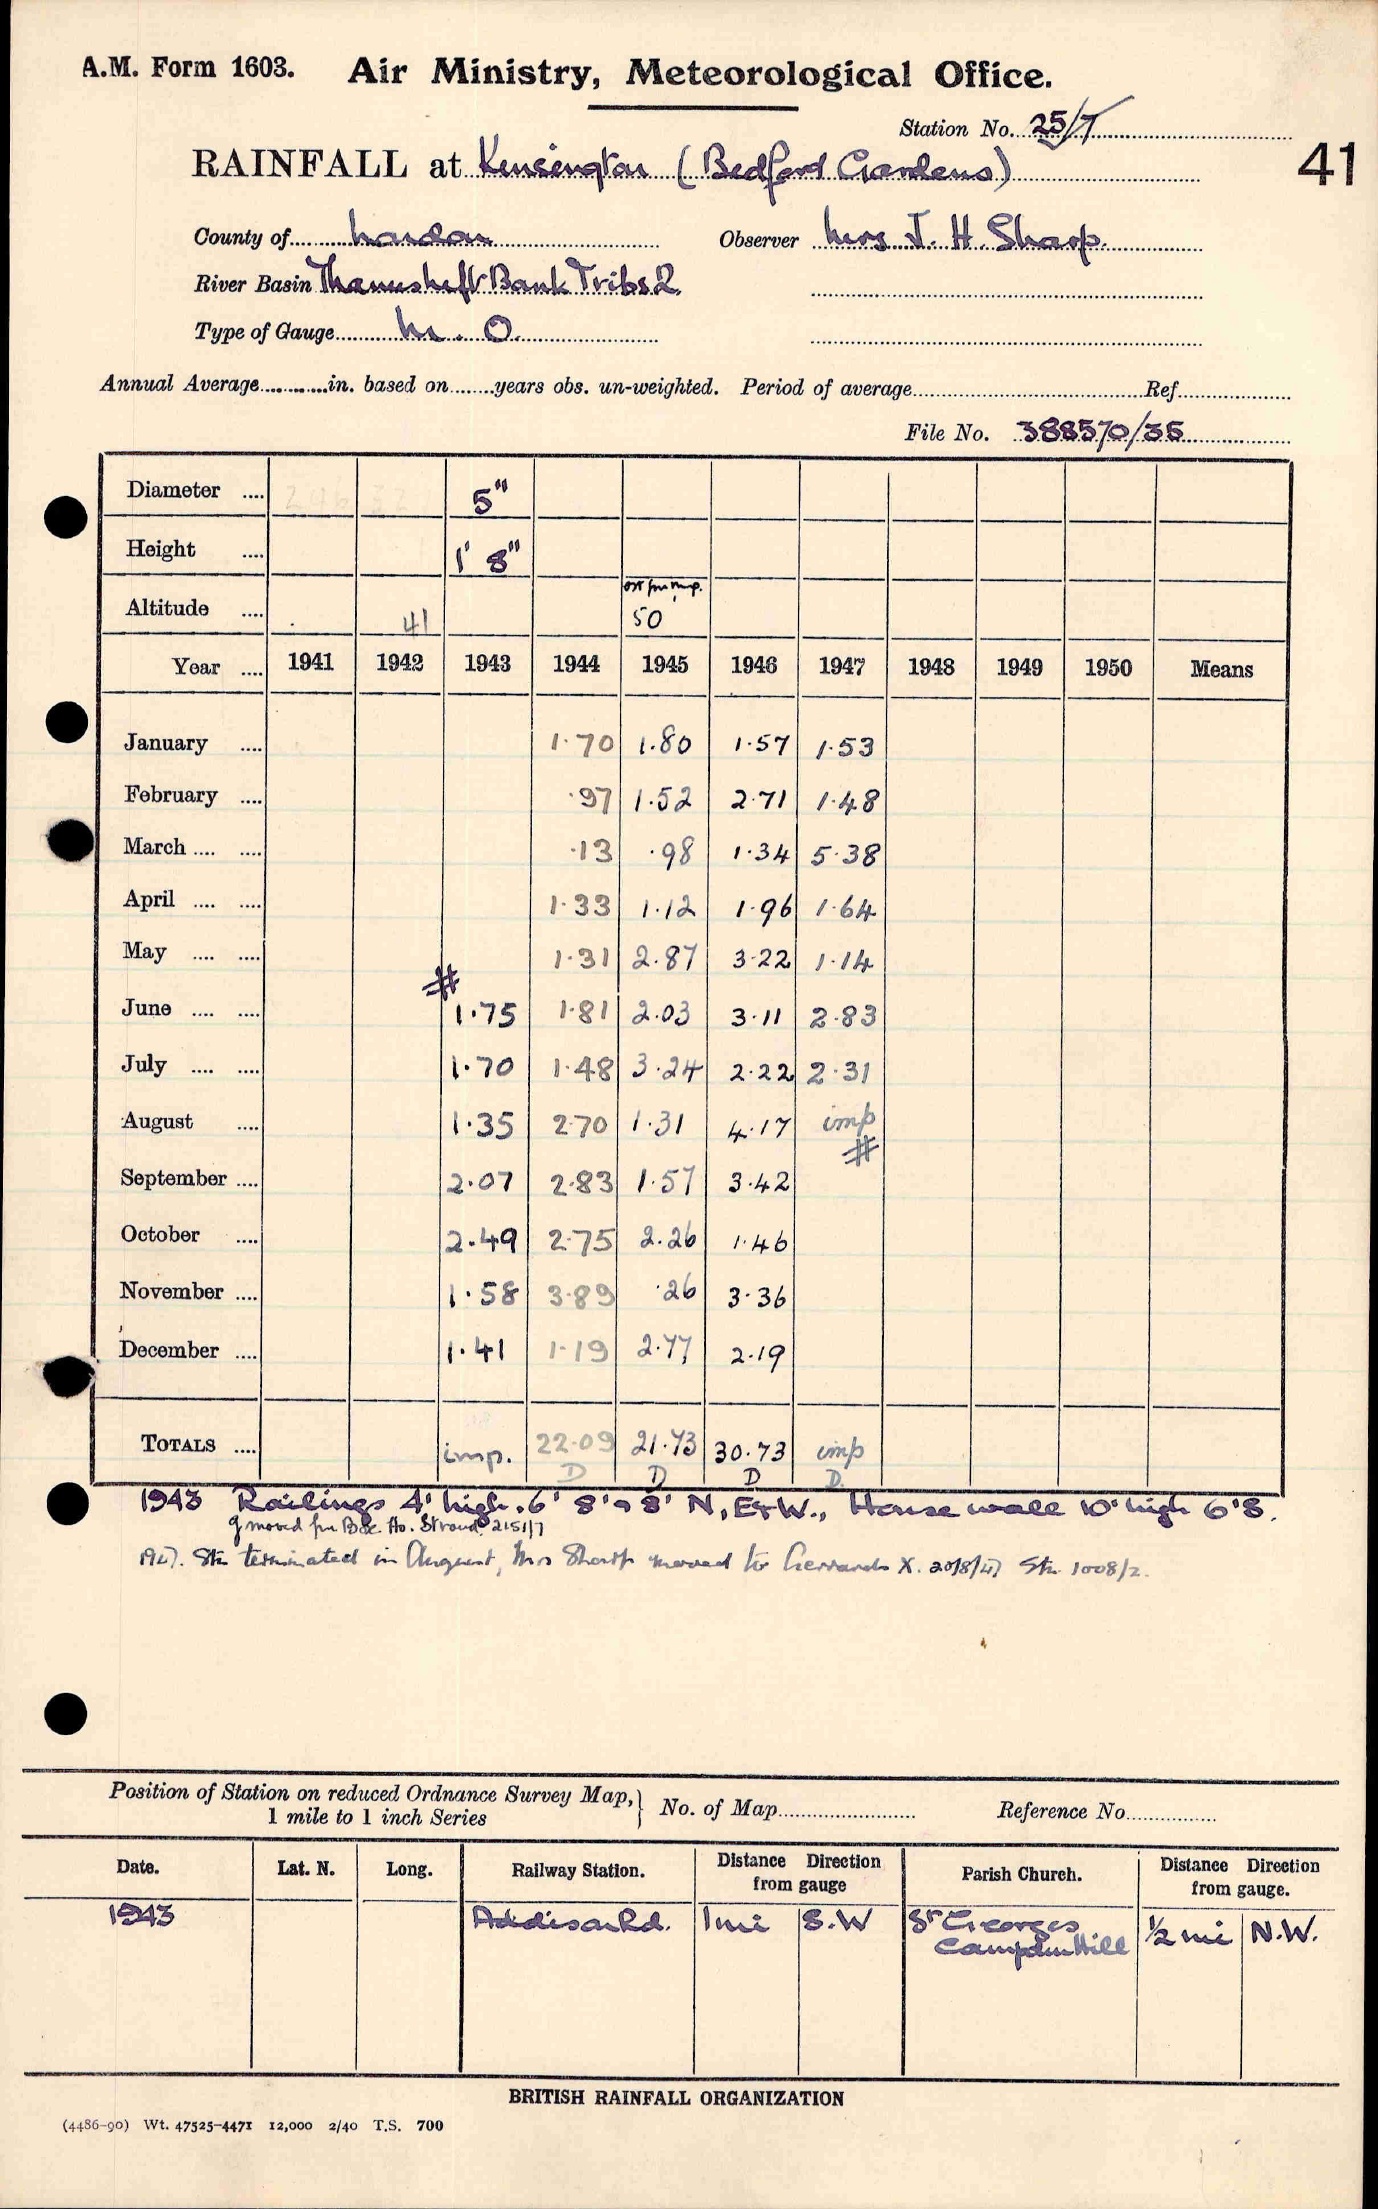 A.M. Form 1603. Air Ministry, Meteorological Office.
Station No. 25/7
41
RAINFALL at Kensington (Bedford Gardens)
County of London Observer Mrs J. H. Sharp.
River Basin Thames Left Bank Tribs 2
Type of Gauge M. O.
Annual Average in. based on years obs. un-weighted. Period of average Ref
File No. 388570/35
Diameter .... 5"
Height .... 1' 8"
Altitude .... 41 50
Year .... 1941 1942 1943 1944 1945 1946 1947 1948 1949 1950 Means
January .... 1.70 1.80 1.57 1.53
February .... .97 1.52 2.71 1.48
March .... .... .13 .98 1.34 5.38
April .... .... 1.33 1.12 1.96 1.64
May .... .... 1.31 2.87 3.22 1.14
#
June .... .... 1.75 1.81 2.03 3.11 2.83
July .... .... 1.70 1.48 3.24 2.22 2.31
August .... 1.35 2.70 1.31 4.17 imp
#
September .... 2.07 2.83 1.57 3.42
October .... 2.49 2.75 2.26 1.46
November .... 1.58 3.89 .26 3.36
December .... 1.41 1.19 2.77 2.19
TOTALS .... imp. 22.09 21.73 30.73 imp
D D D D
1943 Railings 4' high. 6' 8' & 8' N, E & W., House wall 10' high 6' S.
g moved fm Ho. Stroud 2151/7
1947. Stn terminated in August, Mrs Sharp moved to Gerrards X. 20/8/47 Stn. 1008/2.
Position of Station on reduced Ordnance Survey Map,
1 mile to 1 inch Series
No. of Map Reference No
Date. Lat. N. Long. Railway Station. Distance Direction from gauge Parish Church. Distance Direction from gauge.
1943 Addison Rd. 1 mi S.W St Georges Campden Hill 1/2 mi N.W.
BRITISH RAINFALL ORGANIZATION
(4486-90) Wt. 47525-4471 12,000 2/40 T.S. 700